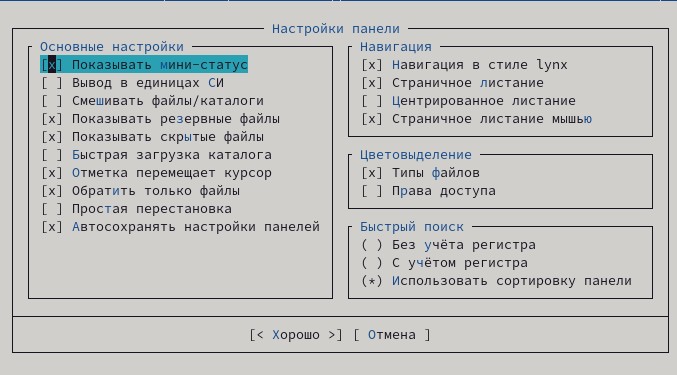 Настройки панели
Основные настройки
[x] Показывать мини-статус
[ ] Вывод в единицах СИ
[ ] Смешивать файлы/каталоги
[x] Показывать резервные файлы
[x] Показывать скрытые файлы
[ ] Быстрая загрузка каталога
[x] Отметка перемещает курсор
[x] Обратить только файлы
[ ] Простая перестановка
[x] Автосохранять настройки панелей
Навигация
[x] Навигация в стиле lynx
[x] Страничное листание
[ ] Центрированное листание
[x] Страничное листание мышью
Цветовыделение
[x] Типы файлов
[ ] Права доступа
Быстрый поиск
( ) Без учёта регистра
( ) С учётом регистра
(*) Использовать сортировку панели
[< Хорошо >] [ Отмена ]